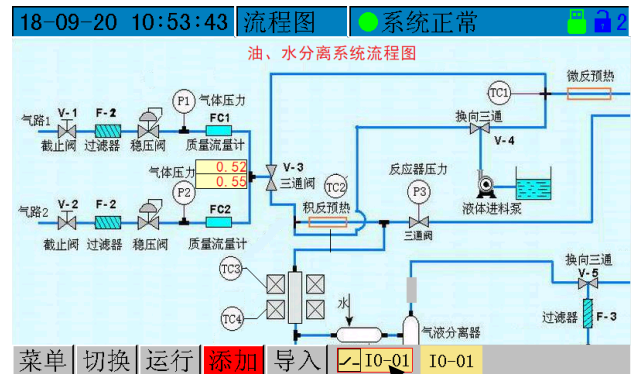 18-09-20 10:53:43 流程图 系统正常 2
油、水分离系统流程图
微反预热
TC1
P1 气体压力
V-1 F-2 FC1
换向三通
气路1
V-4
截止阀 过滤器 稳压阀 质量流量计
气体压力 0.52
0.55
V-3
三通阀
反应器压力
TC2
P2
P3
V-2 F-2 FC2
气路2
积反预热
液体进料泵
三通阀
截止阀 过滤器 稳压阀 质量流量计
TC3
换向三通
V-5
水
TC4
过滤器 F-3
气液分离器
菜单 切换 运行 添加 导入 IO-01 IO-01